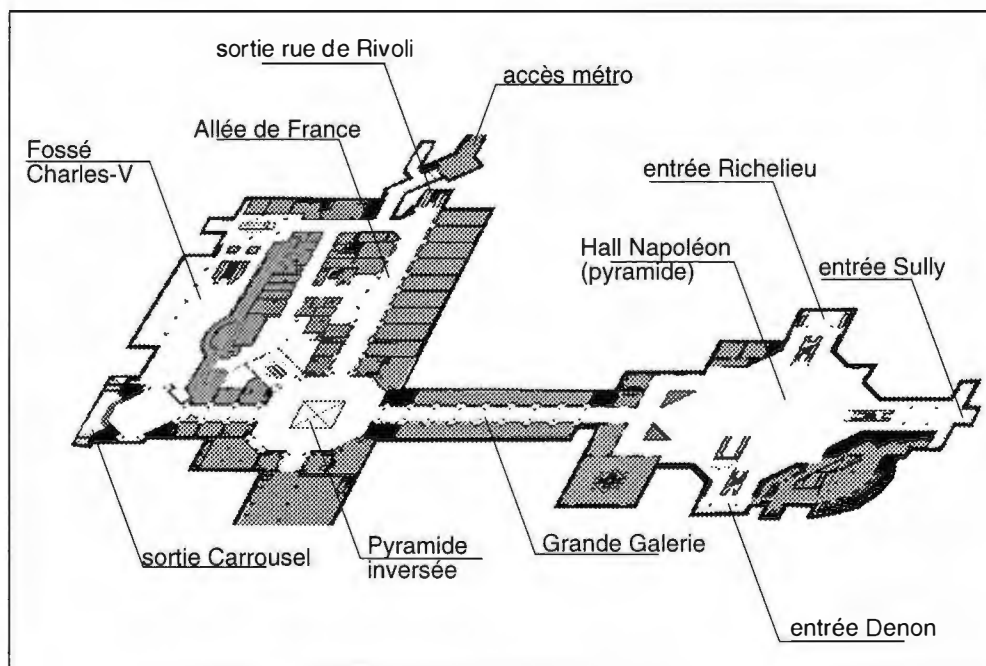 sortie rue de Rivoli
accès métro
Allée de France
Fossé
Charles-V
entrée Richelieu
Hall Napoléon
(pyramide)
entrée Sully
sortie Carrousel
Pyramide
inversée
Grande Galerie
entrée Denon